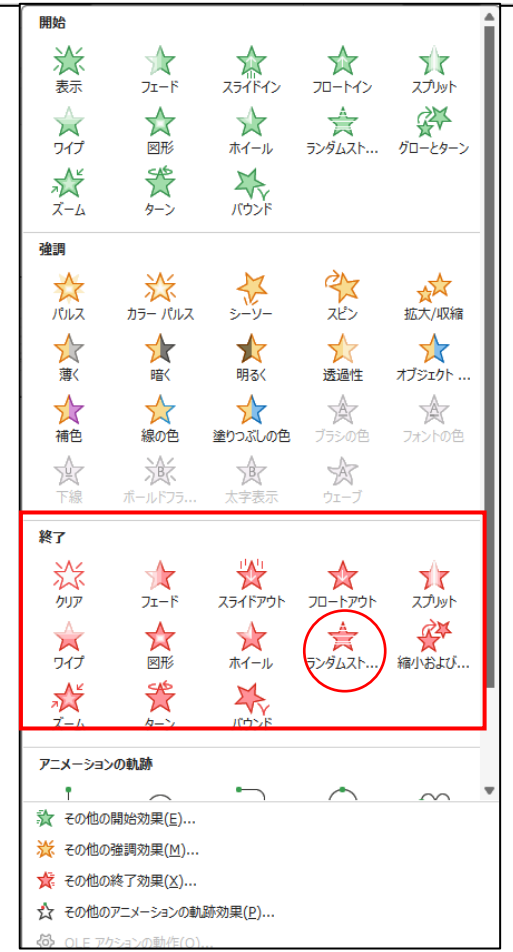 開始
表示 フェード スライドイン フロートイン スプリット
ワイプ 図形 ホイール ランダムスト... グローとターン
ズーム ターン バウンド
強調
パルス カラー パルス シーソー スピン 拡大/収縮
薄く 暗く 明るく 透過性 オブジェクト ...
補色 線の色 塗りつぶしの色 ブラシの色 フォントの色
下線 ボールドフラ... 太字表示 ウェーブ
終了
クリア フェード スライドアウト フロートアウト スプリット
ワイプ 図形 ホイール ランダムスト... 縮小および...
ズーム ターン バウンド
アニメーションの軌跡
その他の開始効果(E)...
その他の強調効果(M)...
その他の終了効果(X)...
その他のアニメーションの軌跡効果(P)...
OLE アクションの動作(O)...